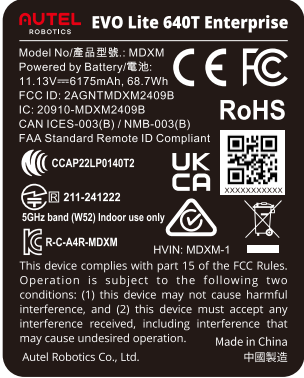 AUTEL ROBOTICS EVO Lite 640T Enterprise
Model No/產品型號.: MDXM
Powered by Battery/電池:
11.13V⎓6175mAh, 68.7Wh
FCC ID: 2AGNTMDXM2409B
IC: 20910-MDXM2409B
CAN ICES-003(B) / NMB-003(B)
FAA Standard Remote ID Compliant
CE FC
RoHS
CCAP22LP0140T2
UK
CA
XXXXXXXXXXX
R 211-241222
5GHz band (W52) Indoor use only
R-C-A4R-MDXM
HVIN: MDXM-1
This device complies with part 15 of the FCC Rules.
Operation is subject to the following two
conditions: (1) this device may not cause harmful
interference, and (2) this device must accept any
interference received, including interference that
may cause undesired operation.
Made in China
Autel Robotics Co., Ltd.
中國製造